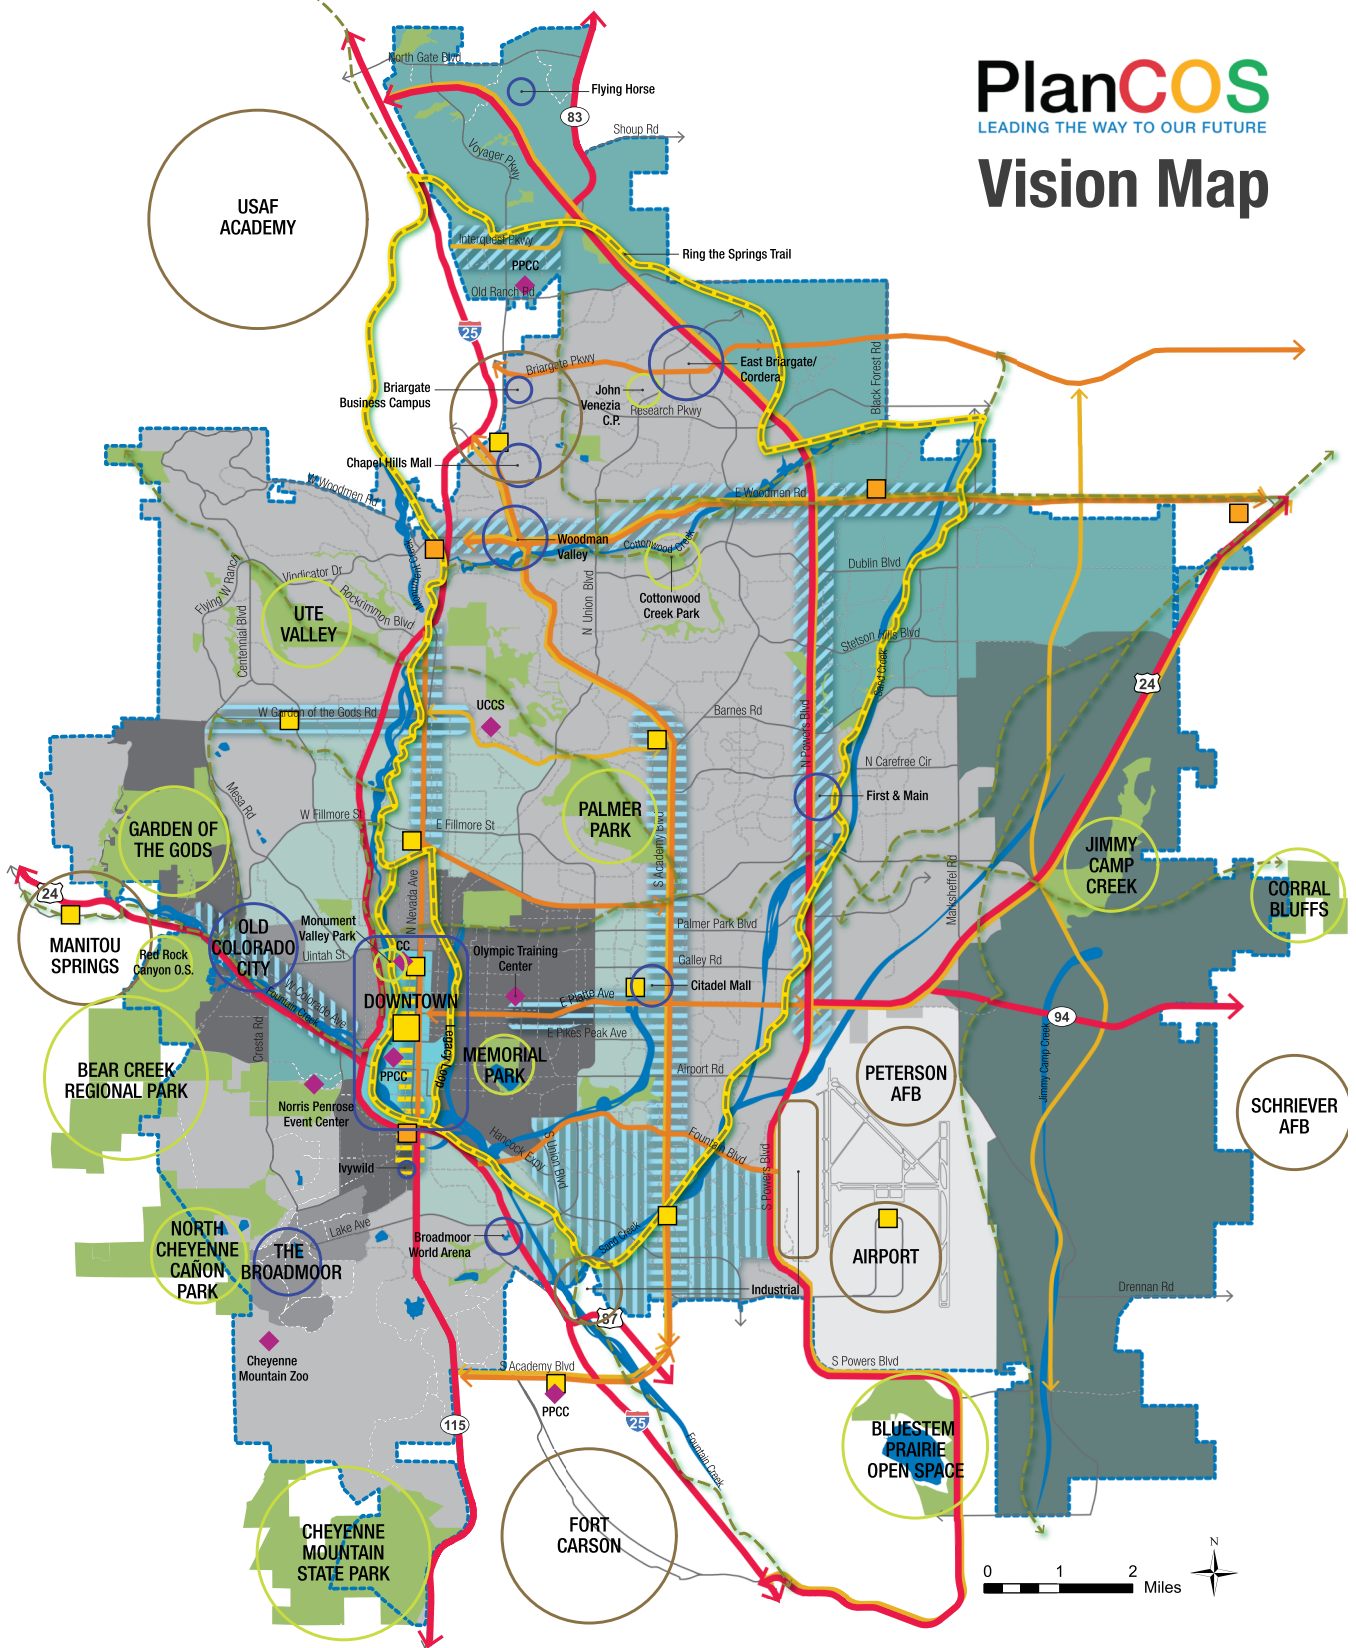 PlanCOS
LEADING THE WAY TO OUR FUTURE
Vision Map
North Gate Blvd
Flying Horse
83
Shoup Rd
Voyager Pkwy
USAF
ACADEMY
Interquest Pkwy
Ring the Springs Trail
PPCC
Old Ranch Rd
25
Briargate Pkwy
East Briargate/
Cordera
Black Forest Rd
Briargate
Business Campus
John
Venezia
C.P.
Research Pkwy
Chapel Hills Mall
W Woodmen Rd
E Woodmen Rd
Woodman
Valley
Cottonwood Creek
Monument Creek
Dublin Blvd
Flying W Ranch
Vindicator Dr
Rockrimmon Blvd
Centennial Blvd
N Union Blvd
Cottonwood
Creek Park
UTE
VALLEY
Stetson Hills Blvd
Sand Creek
24
UCCS
W Garden of the Gods Rd
Barnes Rd
N Powers Blvd
N Carefree Cir
Mesa Rd
First & Main
W Fillmore St
E Fillmore St
PALMER
PARK
S Academy Blvd
GARDEN OF
THE GODS
JIMMY
CAMP
CREEK
Marksheffel Rd
24
CORRAL
BLUFFS
N Nevada Ave
Monument
Valley Park
CC
OLD
COLORADO
CITY
Palmer Park Blvd
MANITOU
SPRINGS
Red Rock
Canyon O.S.
Uintah St
Olympic Training
Center
Galley Rd
Citadel Mall
W Colorado Ave
Fountain Creek
DOWNTOWN
E Platte Ave
E Pikes Peak Ave
94
Cresta Rd
Legacy Loop
Jimmy Camp Creek
BEAR CREEK
REGIONAL PARK
PPCC
MEMORIAL
PARK
Airport Rd
PETERSON
AFB
SCHRIEVER
AFB
Norris Penrose
Event Center
Hancock Expy
S Union Blvd
Fountain Blvd
S Powers Blvd
Ivywild
NORTH
CHEYENNE
CAÑON
PARK
Lake Ave
THE
BROADMOOR
Broadmoor
World Arena
Sand Creek
AIRPORT
Industrial
Drennan Rd
87
Cheyenne
Mountain Zoo
S Academy Blvd
S Powers Blvd
PPCC
115
25
Fountain Creek
BLUESTEM
PRAIRIE
OPEN SPACE
CHEYENNE
MOUNTAIN
STATE PARK
FORT
CARSON
N
0 1 2
Miles